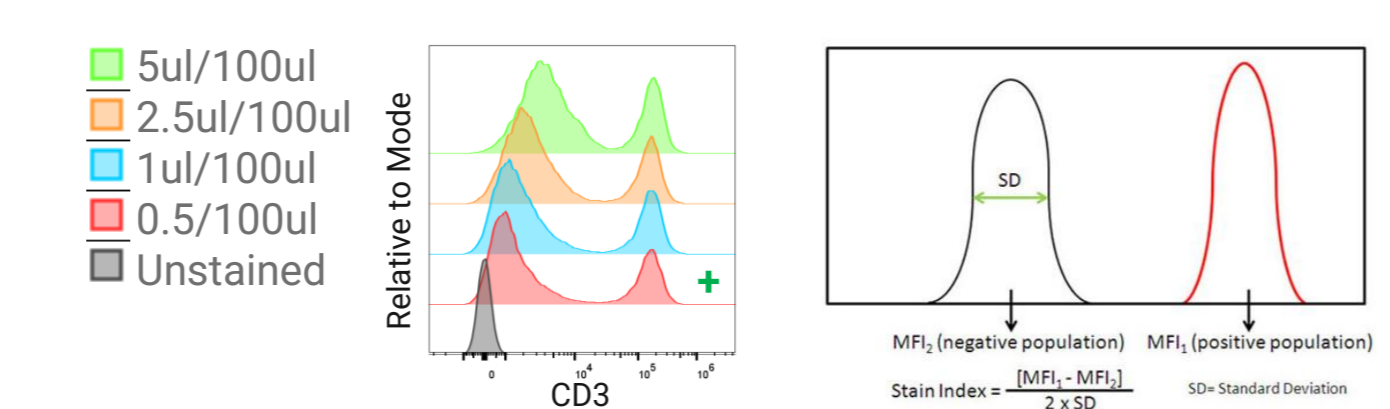 5ul/100ul
2.5ul/100ul
1ul/100ul
0.5/100ul
Unstained
Relative to Mode
+
0 10⁴ 10⁵ 10⁶
CD3
SD
MFI₂ (negative population) MFI₁ (positive population)
Stain Index = [MFI₁ - MFI₂]
2 x SD
SD= Standard Deviation